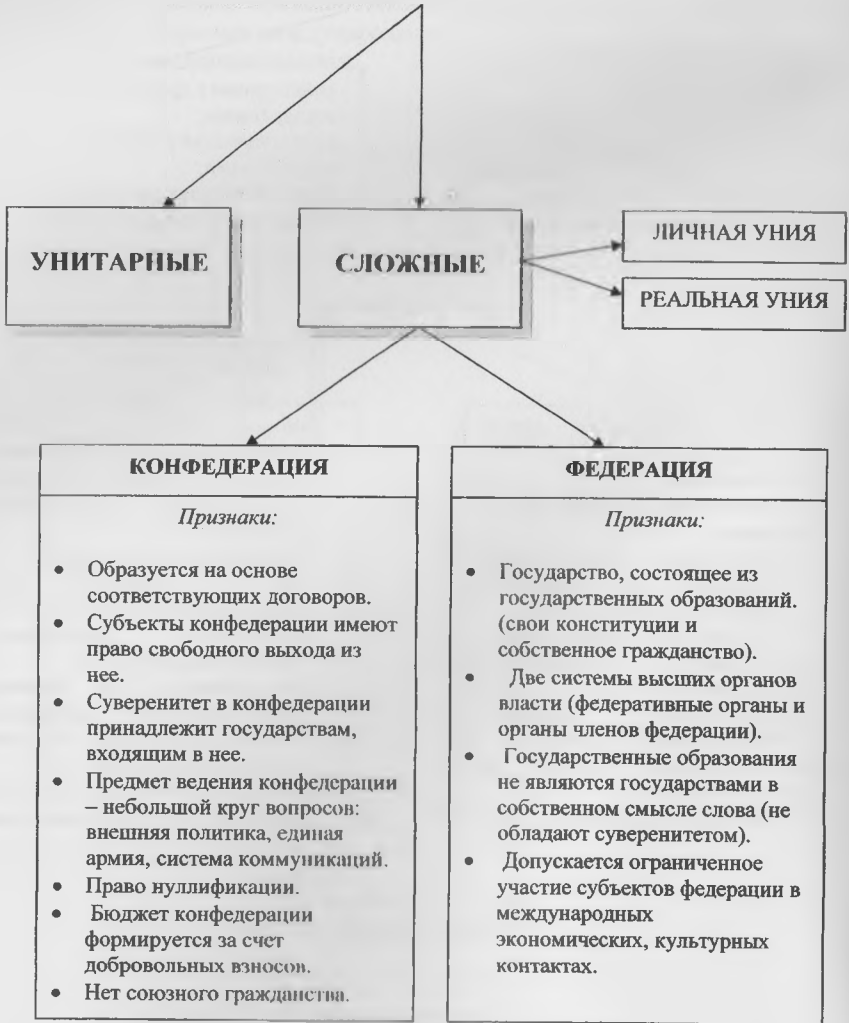 УНИТАРНЫЕ
СЛОЖНЫЕ
ЛИЧНАЯ УНИЯ
РЕАЛЬНАЯ УНИЯ
КОНФЕДЕРАЦИЯ
Признаки:
• Образуется на основе
соответствующих договоров.
• Субъекты конфедерации имеют
право свободного выхода из
нее.
• Суверенитет в конфедерации
принадлежит государствам,
входящим в нее.
• Предмет ведения конфедерации
– небольшой круг вопросов:
внешняя политика, единая
армия, система коммуникаций.
• Право нуллификации.
• Бюджет конфедерации
формируется за счет
добровольных взносов.
• Нет союзного гражданства.
ФЕДЕРАЦИЯ
Признаки:
• Государство, состоящее из
государственных образований.
(свои конституции и
собственное гражданство).
• Две системы высших органов
власти (федеративные органы и
органы членов федерации).
• Государственные образования
не являются государствами в
собственном смысле слова (не
обладают суверенитетом).
• Допускается ограниченное
участие субъектов федерации в
международных
экономических, культурных
контактах.